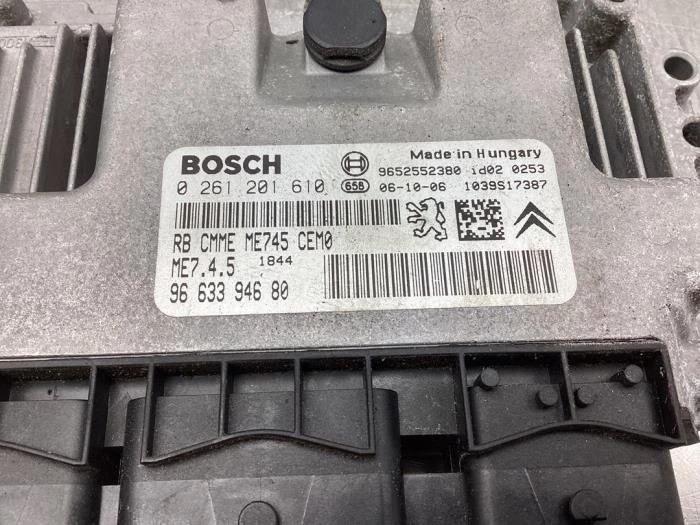 BOSCH
Made in Hungary
9652552380 id02 0253
0 261 201 610 658 06-10-06 1039S17387
RB CMME ME745 CEM0
ME7.4.5 1844
96 633 946 80